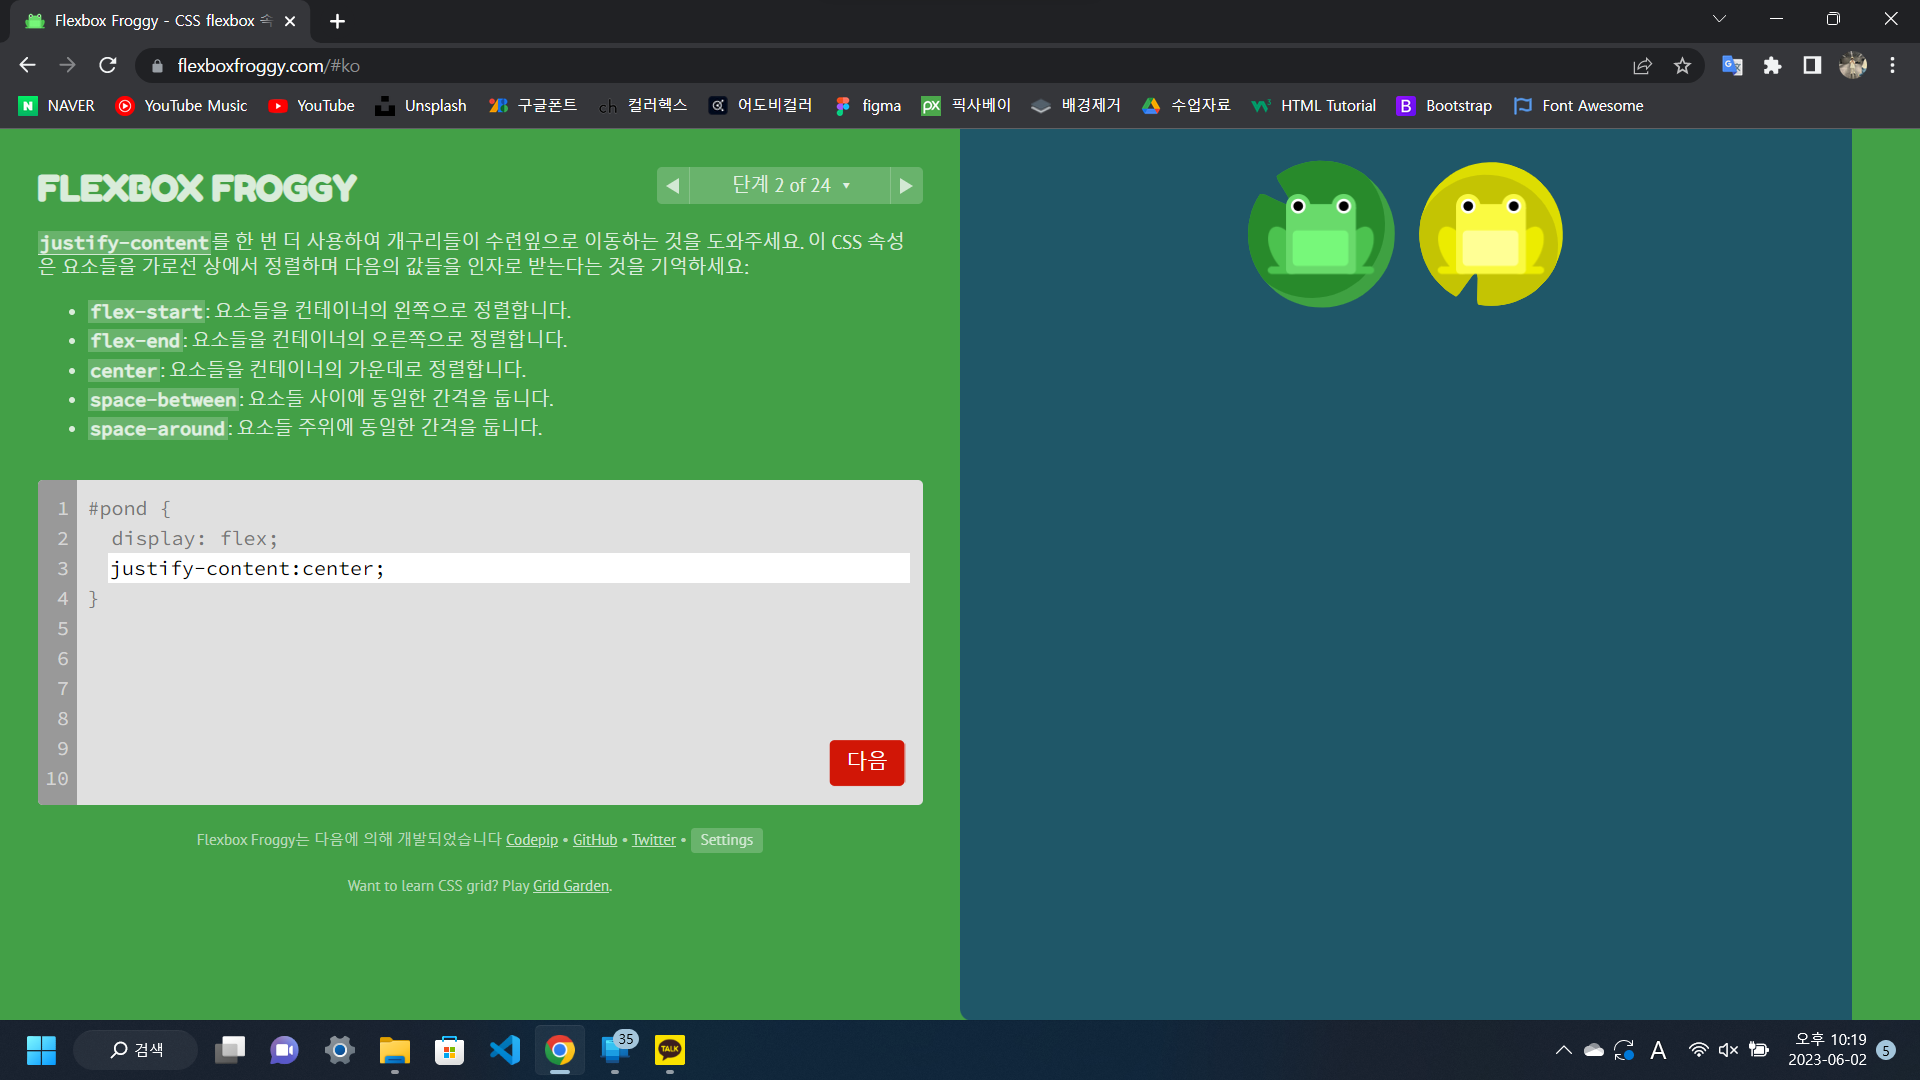 Flexbox Froggy - CSS flexbox 속
flexboxfroggy.com/#ko
N NAVER YouTube Music YouTube Unsplash 구글폰트 ch 컬러헥스 어도비컬러 figma px 픽사베이 배경제거 수업자료 HTML Tutorial B Bootstrap Font Awesome
FLEXBOX FROGGY
단계 2 of 24
justify-content를 한 번 더 사용하여 개구리들이 수련잎으로 이동하는 것을 도와주세요. 이 CSS 속성
은 요소들을 가로선 상에서 정렬하며 다음의 값들을 인자로 받는다는 것을 기억하세요:
• flex-start: 요소들을 컨테이너의 왼쪽으로 정렬합니다.
• flex-end: 요소들을 컨테이너의 오른쪽으로 정렬합니다.
• center: 요소들을 컨테이너의 가운데로 정렬합니다.
• space-between: 요소들 사이에 동일한 간격을 둡니다.
• space-around: 요소들 주위에 동일한 간격을 둡니다.
1 #pond {
2 display: flex;
3 justify-content:center;
4 }
5
6
7
8
9
10
다음
Flexbox Froggy는 다음에 의해 개발되었습니다 Codepip • GitHub • Twitter • Settings
Want to learn CSS grid? Play Grid Garden.
검색
35
TALK
A
오후 10:19
2023-06-02
5